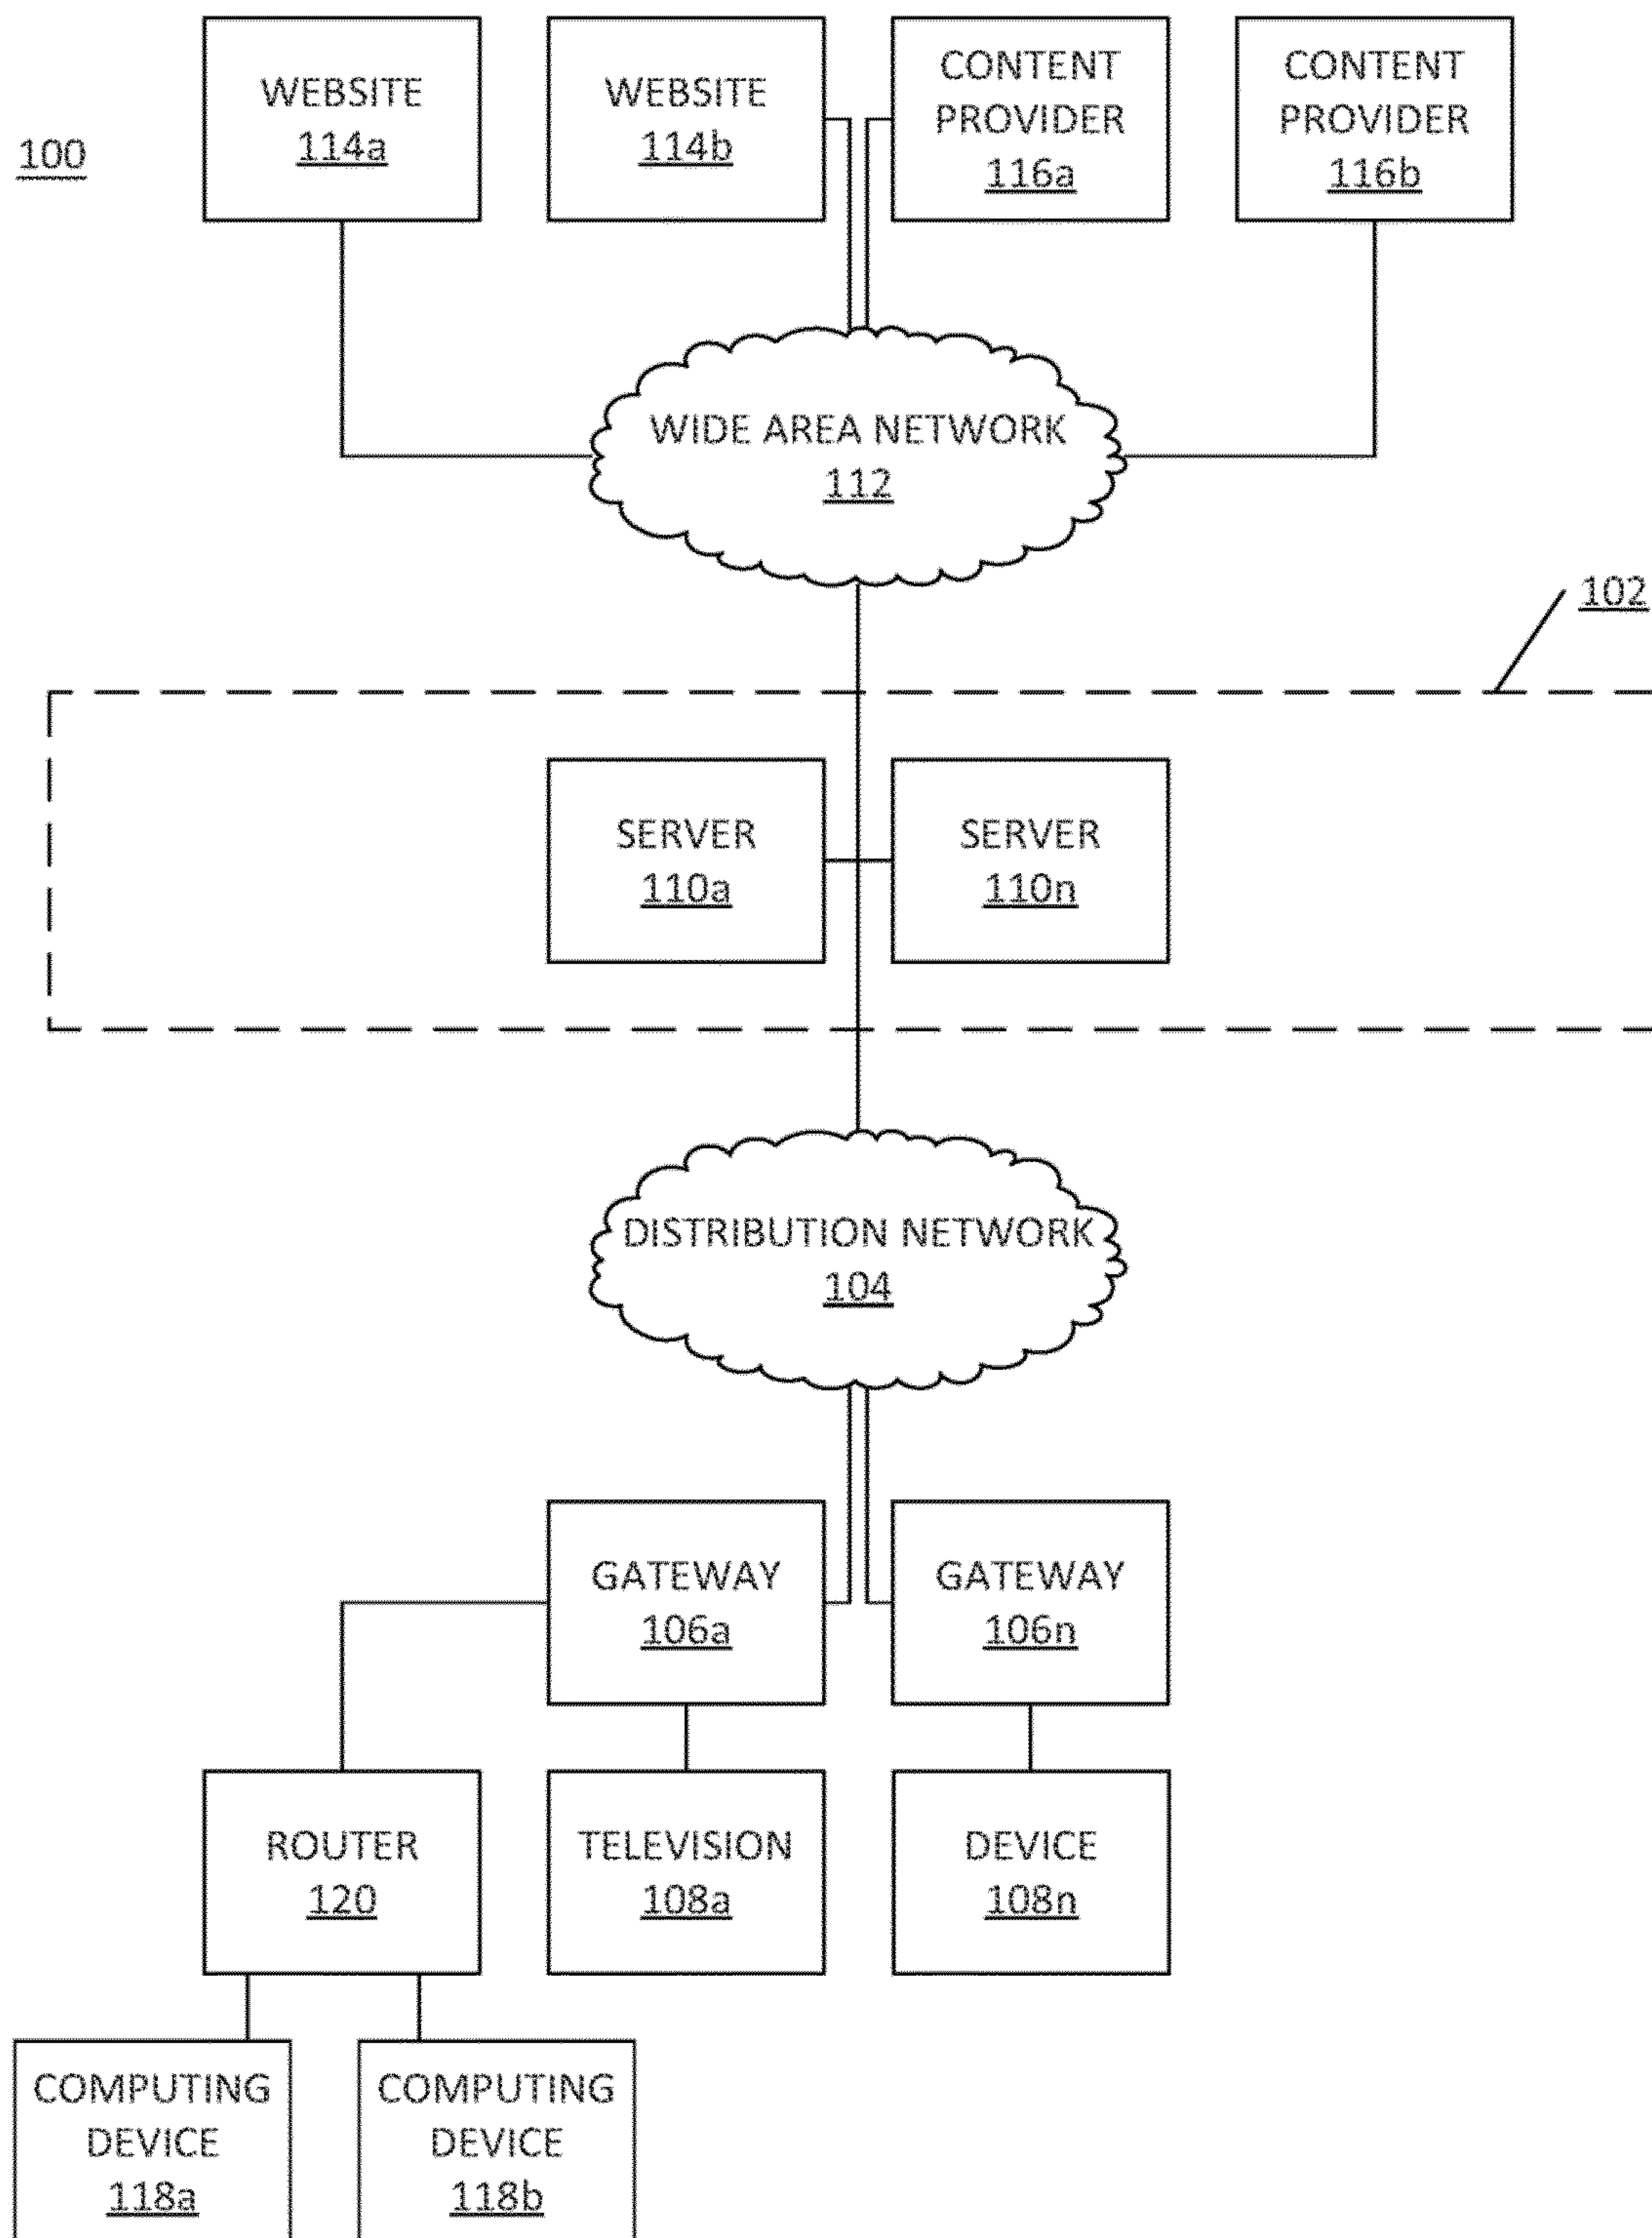 WEBSITE
114a
WEBSITE
114b
CONTENT
PROVIDER
116a
CONTENT
PROVIDER
116b
100
WIDE AREA NETWORK
112
102
SERVER
110a
SERVER
110n
DISTRIBUTION NETWORK
104
GATEWAY
106a
GATEWAY
106n
ROUTER
120
TELEVISION
108a
DEVICE
108n
COMPUTING
DEVICE
118a
COMPUTING
DEVICE
118b